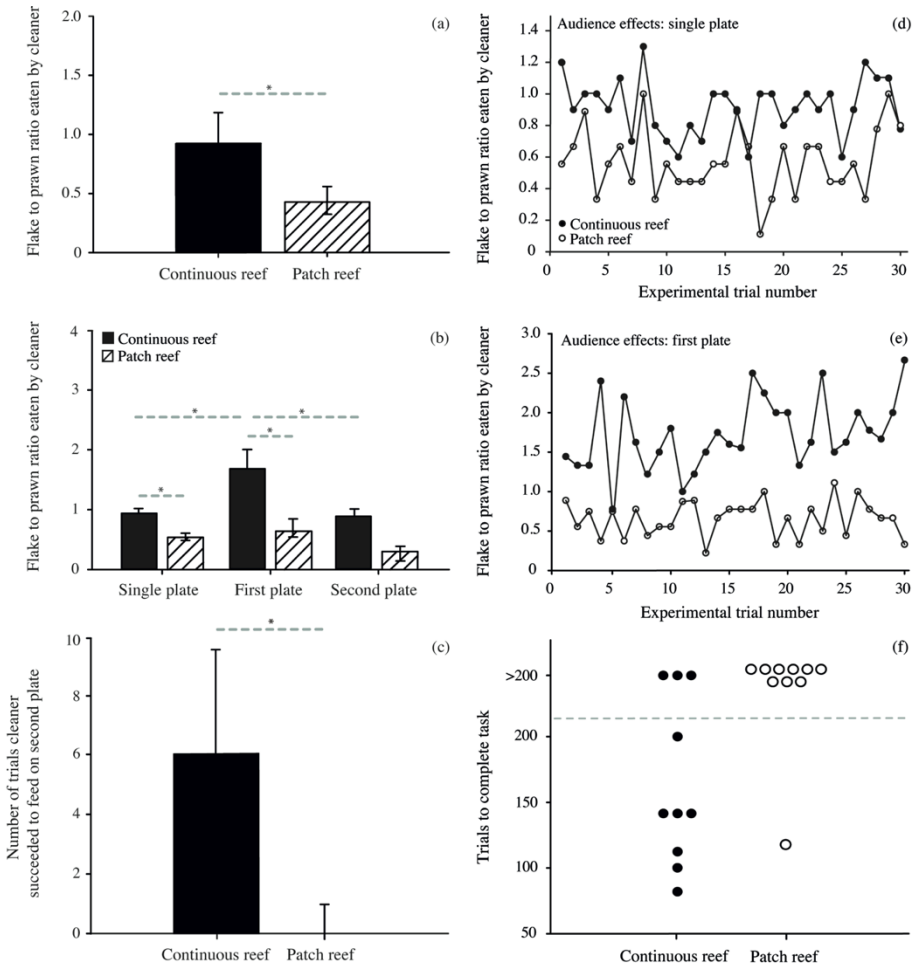 (a)
Flake to prawn ratio eaten by cleaner
2.0
1.5
1.0
0.5
0
*
Continuous reef
Patch reef
(d)
Audience effects: single plate
Flake to prawn ratio eaten by cleaner
1.4
1.2
1.0
0.8
0.6
0.4
0.2
0
Continuous reef
Patch reef
0
5
10
15
20
25
30
Experimental trial number
(b)
Continuous reef
Patch reef
Flake to prawn ratio eaten by cleaner
4
3
2
1
0
*
*
*
*
Single plate
First plate
Second plate
(e)
Audience effects: first plate
Flake to prawn ratio eaten by cleaner
3.0
2.5
2.0
1.5
1.0
0.5
0
0
5
10
15
20
25
30
Experimental trial number
(c)
Number of trials cleaner
succeeded to feed on second plate
10
8
6
4
2
0
*
Continuous reef
Patch reef
(f)
Trials to complete task
>200
200
150
100
50
Continuous reef
Patch reef